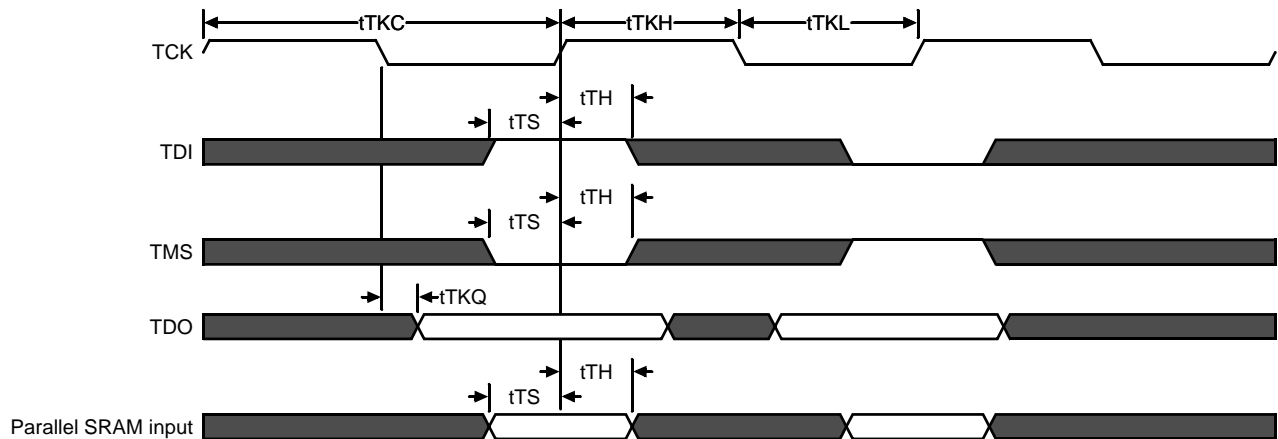 tTKC tTKH tTKL
TCK
tTH
tTS
TDI
tTH
tTS
TMS
tTKQ
TDO
tTH
tTS
Parallel SRAM input